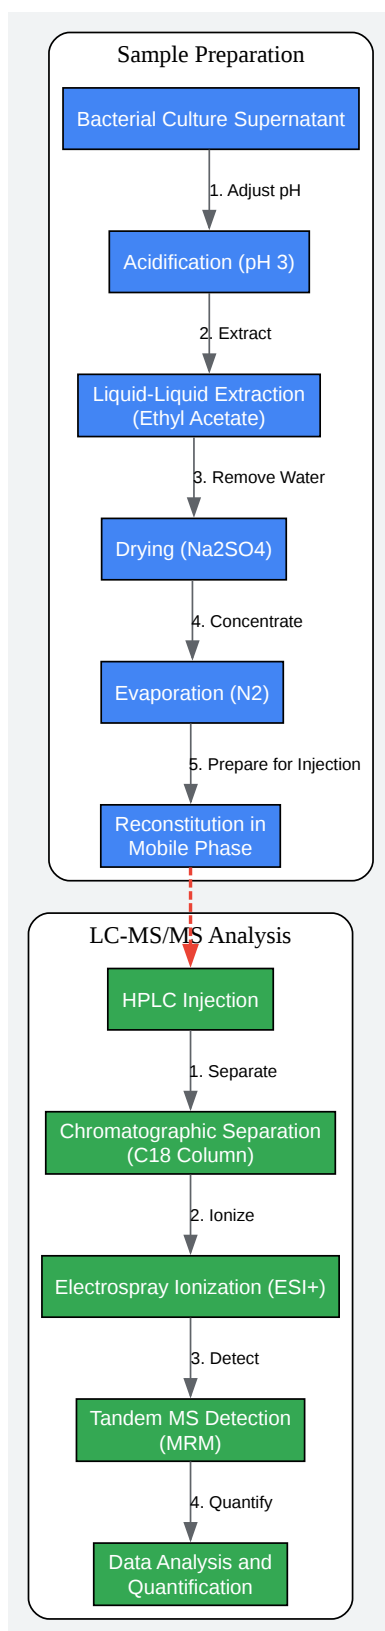 Sample Preparation
Bacterial Culture Supernatant
1. Adjust pH
Acidification (pH 3)
2. Extract
Liquid-Liquid Extraction
(Ethyl Acetate)
3. Remove Water
Drying (Na2SO4)
4. Concentrate
Evaporation (N2)
5. Prepare for Injection
Reconstitution in
Mobile Phase
LC-MS/MS Analysis
HPLC Injection
1. Separate
Chromatographic Separation
(C18 Column)
2. Ionize
Electrospray Ionization (ESI+)
3. Detect
Tandem MS Detection
(MRM)
4. Quantify
Data Analysis and
Quantification